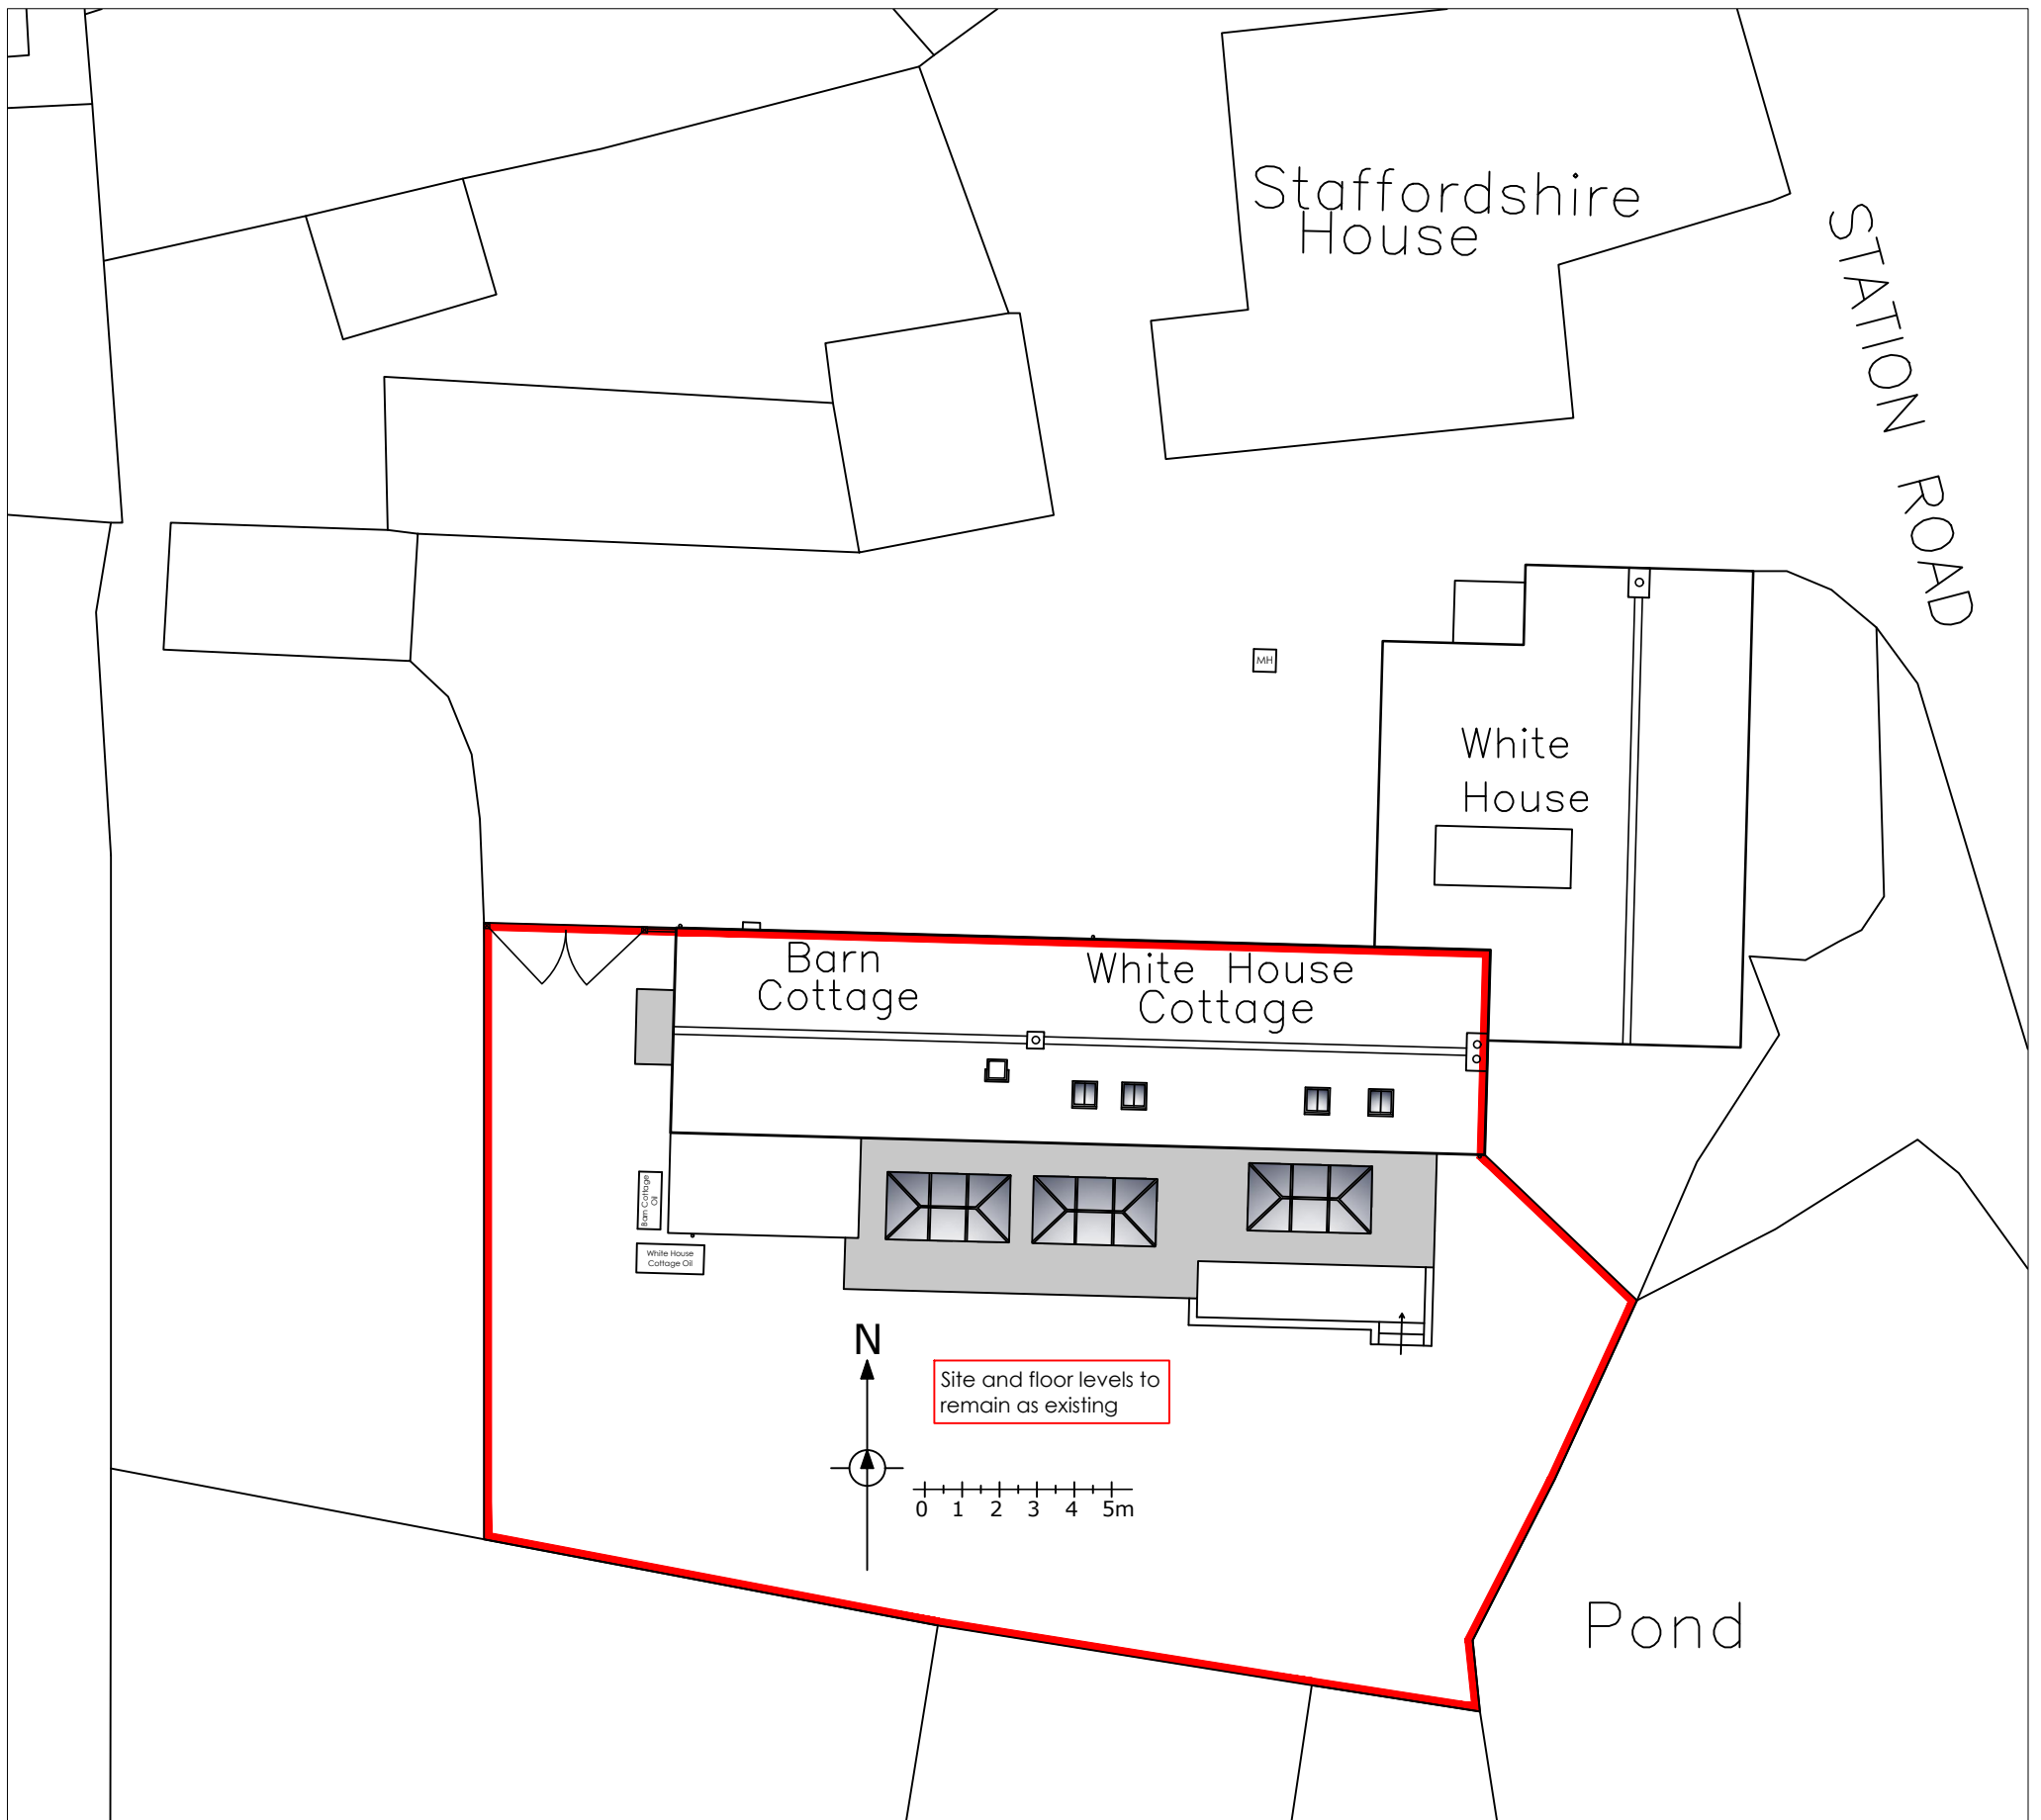 Staffordshire
House
STATION ROAD
MH
White
House
Barn
Cottage
White House
Cottage
Barn Cottage
Oil
White House
Cottage Oil
N
Site and floor levels to
remain as existing
0 1 2 3 4 5m
Pond